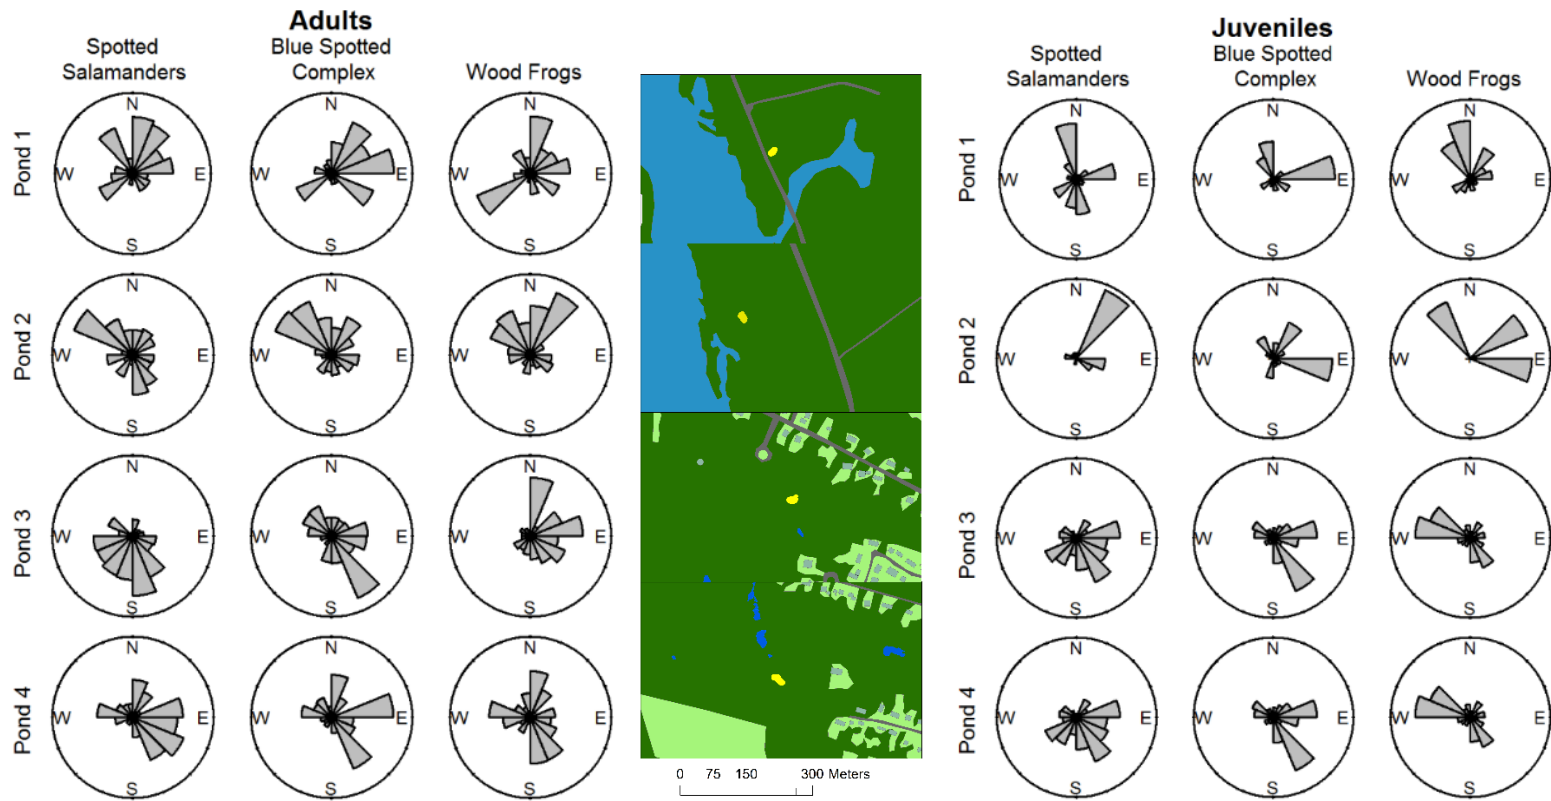 Adults
Spotted
Salamanders
Blue Spotted
Complex
Wood Frogs
Pond 1
N
W
E
S
N
W
E
S
N
W
E
S
Pond 2
N
W
E
S
N
W
E
S
N
W
E
S
Pond 3
N
W
E
S
N
W
E
S
N
W
E
S
Pond 4
N
W
E
S
N
W
E
S
N
W
E
S
0 75 150 300 Meters
Juveniles
Spotted
Salamanders
Blue Spotted
Complex
Wood Frogs
Pond 1
N
W
E
S
N
W
E
S
N
W
E
S
Pond 2
N
W
E
S
N
W
E
S
N
W
E
S
Pond 3
N
W
E
S
N
W
E
S
N
W
E
S
Pond 4
N
W
E
S
N
W
E
S
N
W
E
S